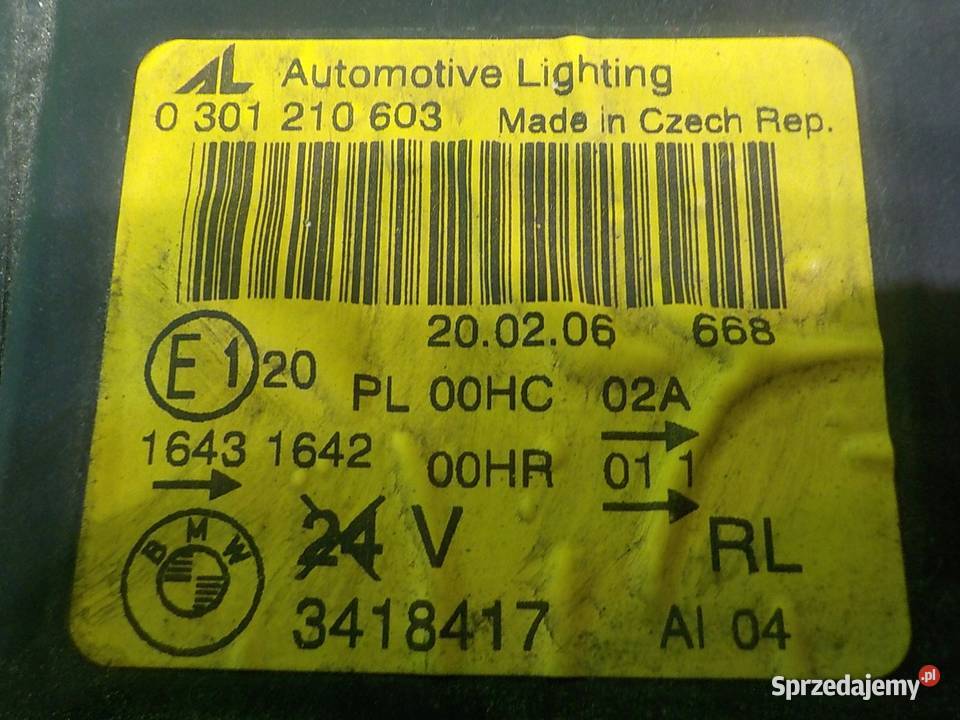 AL Automotive Lighting
0 301 210 603 Made in Czech Rep.
20.02.06 668
E1 20 PL 00HC 02A
1643 1642 00HR 01 1
BMW 24 V RL
3418417 AI 04
Sprzedajemy.pl